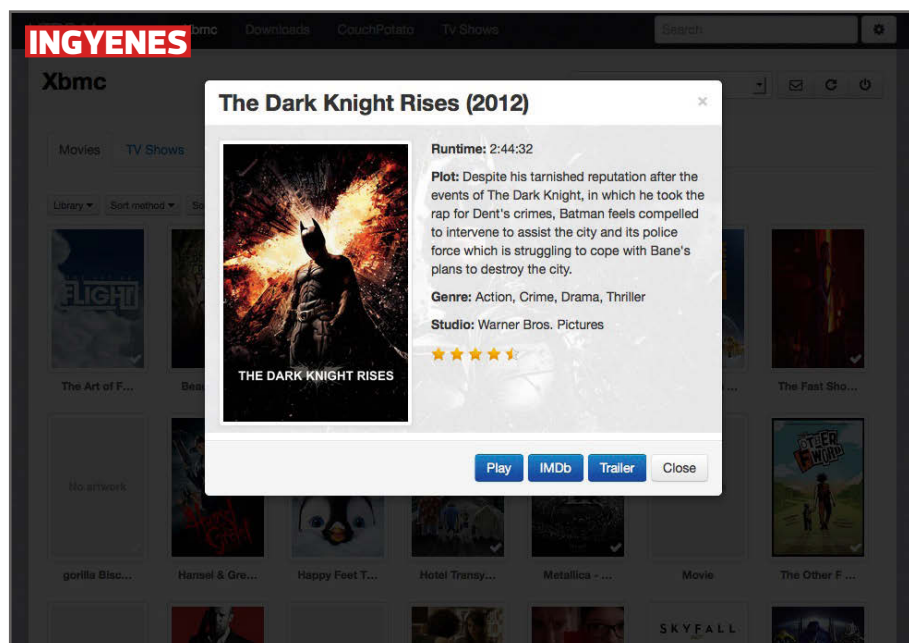 INGYENES
Xbmc Downloads CouchPotato Tv Shows Search
Xbmc
The Dark Knight Rises (2012) ×
Movies TV Shows
Library Sort method
Runtime: 2:44:32
Plot: Despite his tarnished reputation after the
events of The Dark Knight, in which he took the
rap for Dent's crimes, Batman feels compelled
to intervene to assist the city and its police
force which is struggling to cope with Bane's
plans to destroy the city.
Genre: Action, Crime, Drama, Thriller
Studio: Warner Bros. Pictures
THE DARK KNIGHT RISES
FLIGHT
The Art of F...
The Fast Sho...
Play IMDb Trailer Close
No artwork
THE OTHER F WORD
gorilla Bisc... Hansel & Gre... Happy Feet T... Hotel Transy... Metallica - ... Movie The Other F ...
SKYFALL